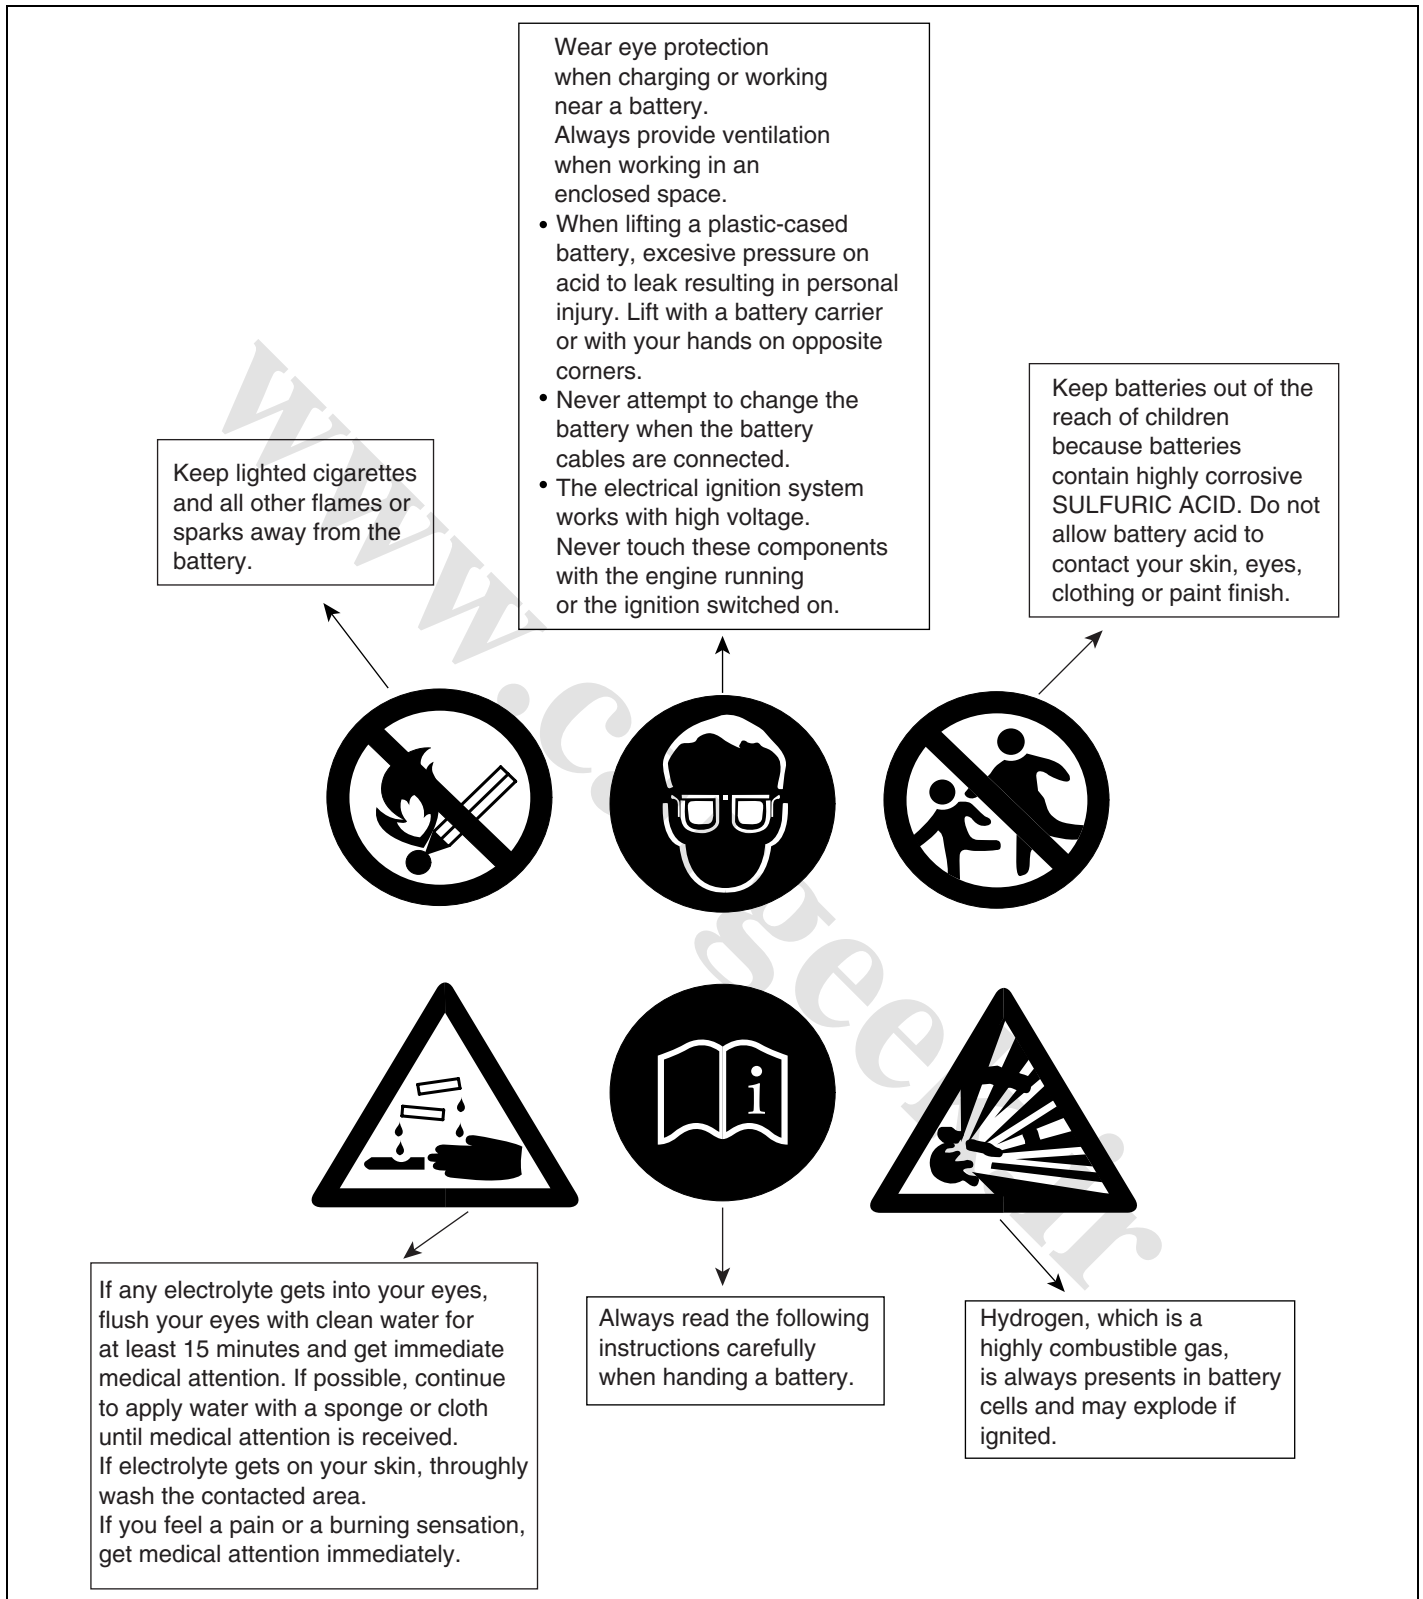 Wear eye protection
when charging or working
near a battery.
Always provide ventilation
when working in an
enclosed space.
• When lifting a plastic-cased
battery, excesive pressure on
acid to leak resulting in personal
injury. Lift with a battery carrier
or with your hands on opposite
corners.
• Never attempt to change the
battery when the battery
cables are connected.
• The electrical ignition system
works with high voltage.
Never touch these components
with the engine running
or the ignition switched on.
Keep lighted cigarettes
and all other flames or
sparks away from the
battery.
Keep batteries out of the
reach of children
because batteries
contain highly corrosive
SULFURIC ACID. Do not
allow battery acid to
contact your skin, eyes,
clothing or paint finish.
i
If any electrolyte gets into your eyes,
flush your eyes with clean water for
at least 15 minutes and get immediate
medical attention. If possible, continue
to apply water with a sponge or cloth
until medical attention is received.
If electrolyte gets on your skin, throughly
wash the contacted area.
If you feel a pain or a burning sensation,
get medical attention immediately.
Always read the following
instructions carefully
when handing a battery.
Hydrogen, which is a
highly combustible gas,
is always presents in battery
cells and may explode if
ignited.